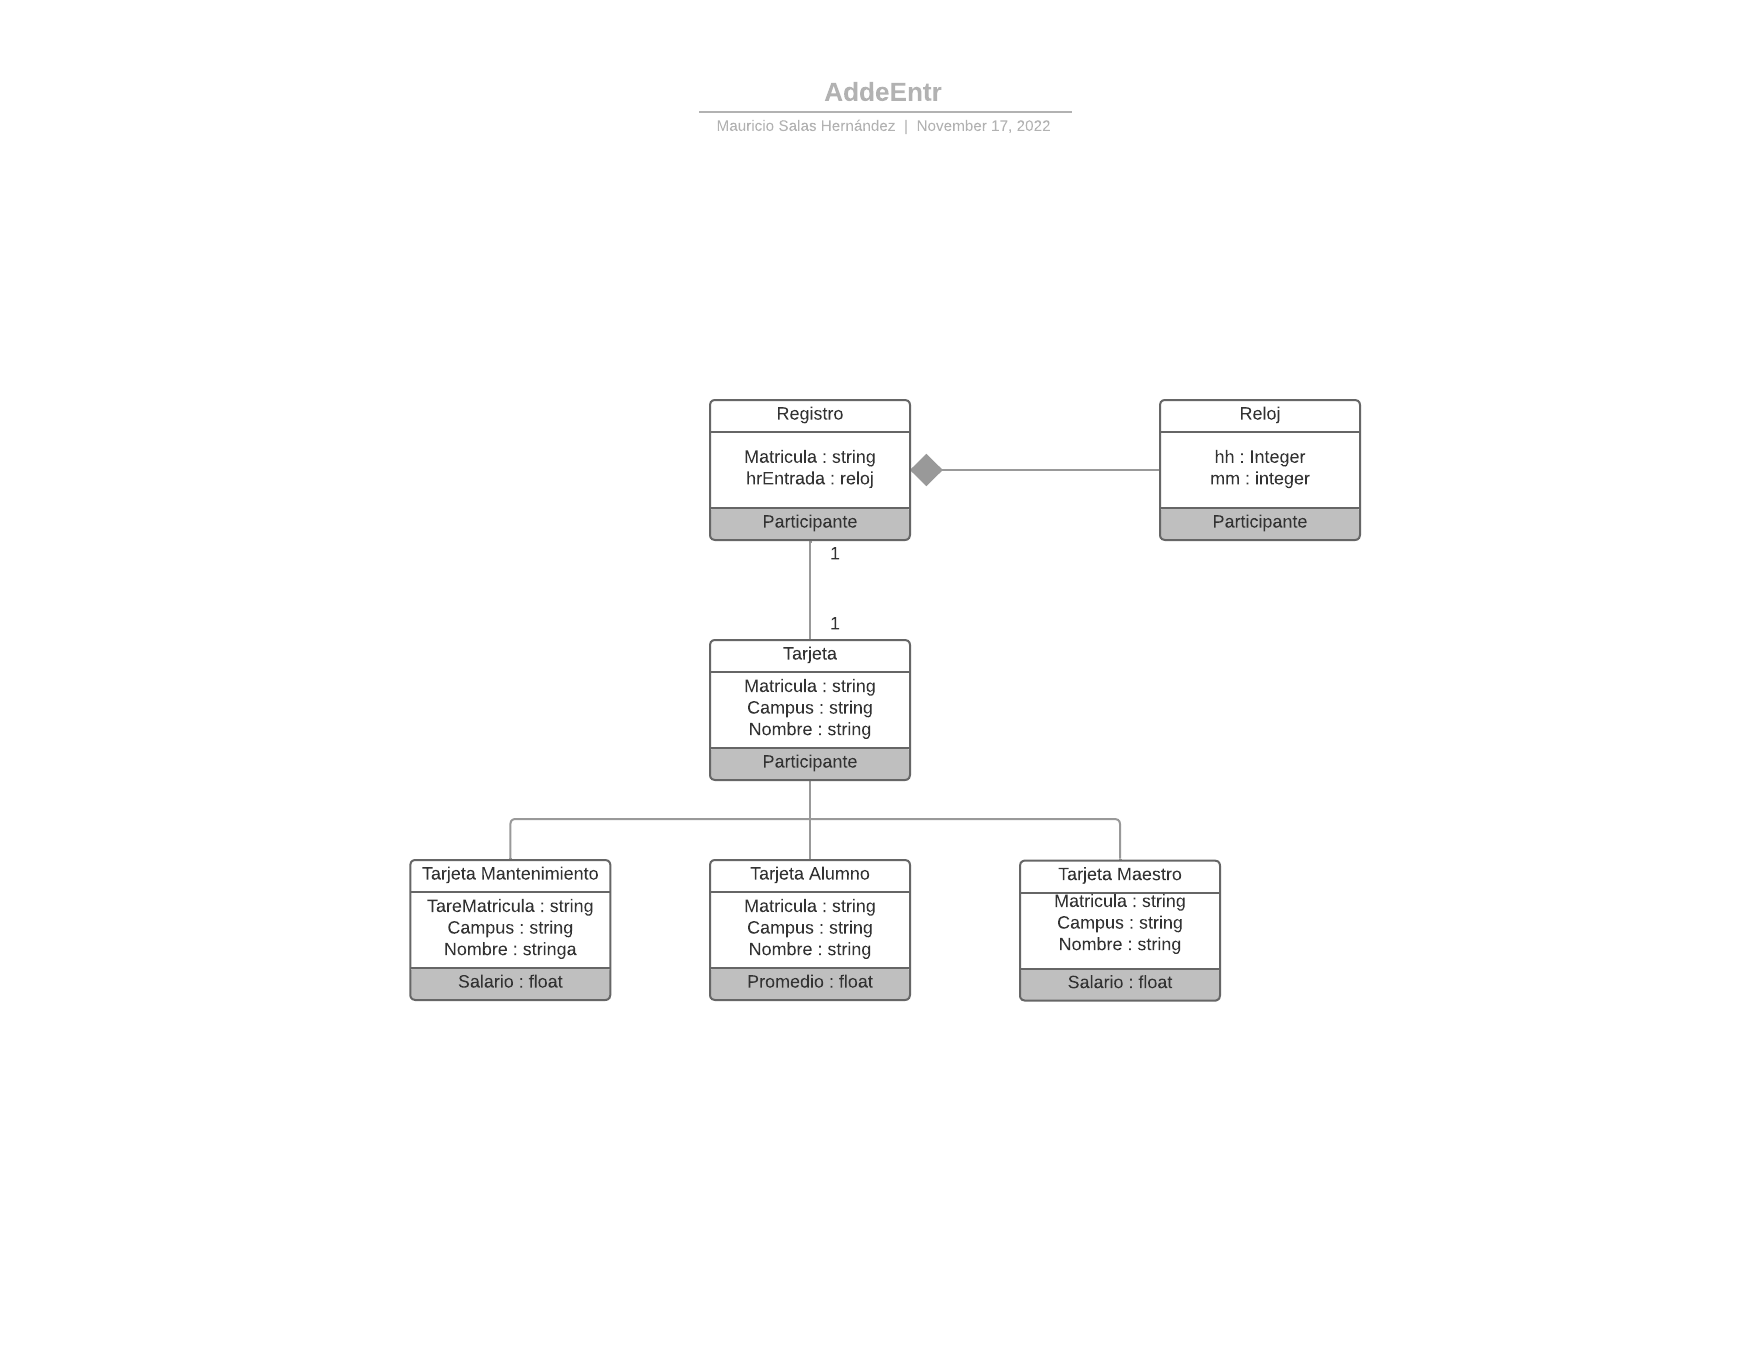 AddeEntr
Mauricio Salas Hernández | November 17, 2022
Registro
Matricula : string
hrEntrada : reloj
Participante
Reloj
hh : Integer
mm : integer
Participante
1
1
Tarjeta
Matricula : string
Campus : string
Nombre : string
Participante
Tarjeta Mantenimiento
TareMatricula : string
Campus : string
Nombre : stringa
Salario : float
Tarjeta Alumno
Matricula : string
Campus : string
Nombre : string
Promedio : float
Tarjeta Maestro
Matricula : string
Campus : string
Nombre : string
Salario : float